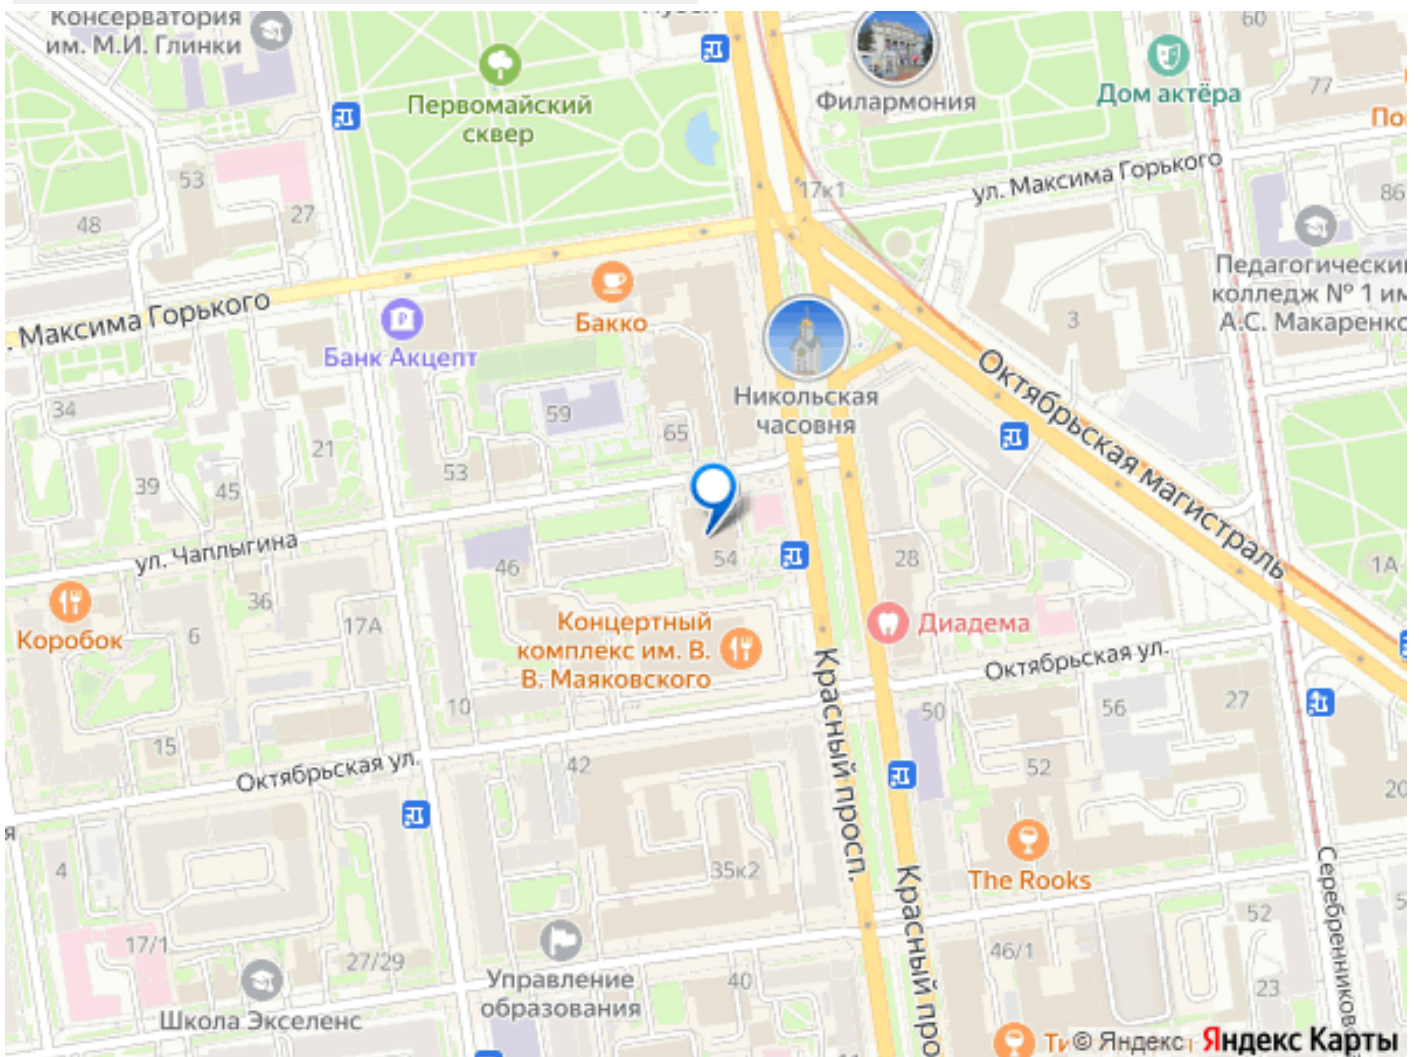 Консерватория
им. М.И. Глинки
Первомайский
сквер
Филармония
Дом актёра
60
77
ул. Максима Горького
17к1
86
53
27
48
Педагогический
колледж № 1 им
А.С. Макаренко
Максима Горького
Банк Акцепт
Бакко
Никольская
часовня
3
Октябрьская магистраль
34
21
39
45
53
59
65
ул. Чаплыгина
46
54
28
1А
Коробок
36
6
17А
Концертный
комплекс им. В.
В. Маяковского
Диадема
Октябрьская ул.
10
15
Красный просп.
50
56
27
52
20
Октябрьская ул.
42
4
35к2
The Rooks
Красный про
Серебренниковс
17/1
27/29
Школа Экселенс
Управление
образования
40
46/1
52
23
© Яндекс
Яндекс Карты